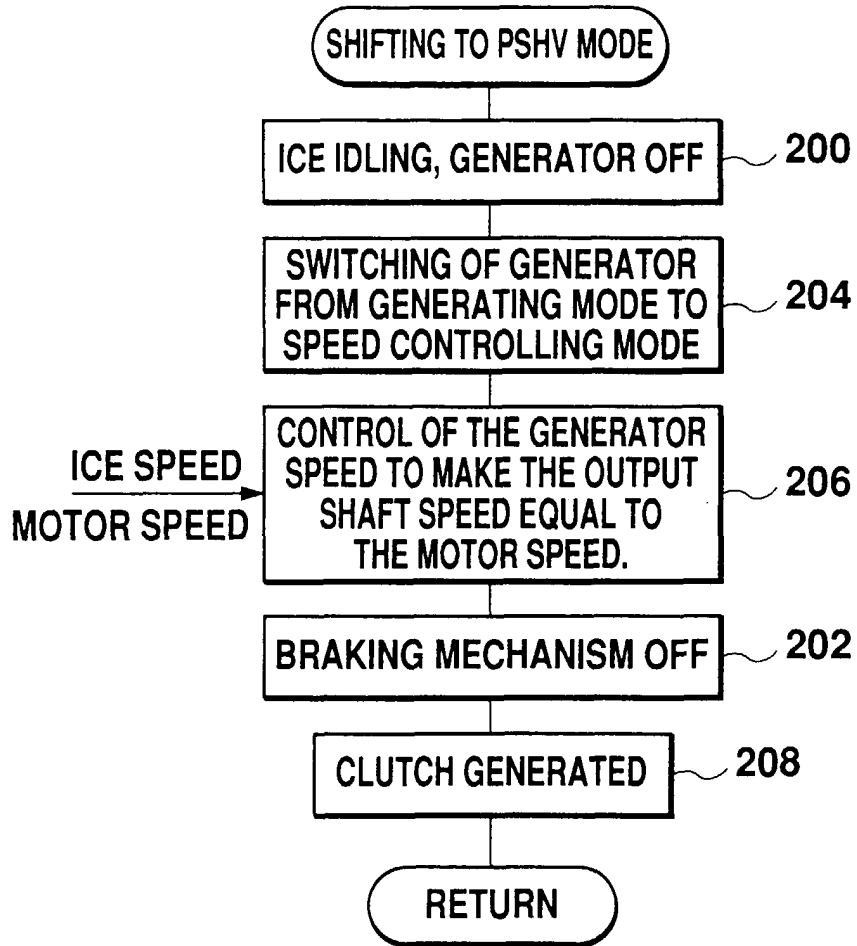 SHIFTING TO PSHV MODE
ICE IDLING, GENERATOR OFF
200
SWITCHING OF GENERATOR
FROM GENERATING MODE TO
SPEED CONTROLLING MODE
204
ICE SPEED
MOTOR SPEED
CONTROL OF THE GENERATOR
SPEED TO MAKE THE OUTPUT
SHAFT SPEED EQUAL TO
THE MOTOR SPEED.
206
BRAKING MECHANISM OFF
202
CLUTCH GENERATED
208
RETURN